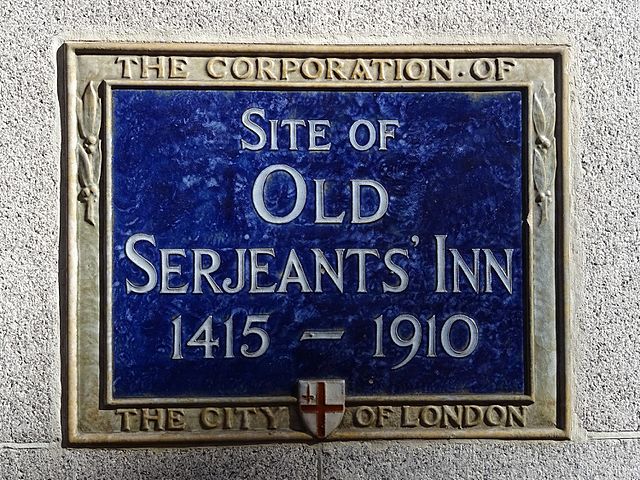 THE CORPORATION·OF
SITE OF
OLD
SERJEANTS' INN
1415 – 1910
THE CITY OF LONDON